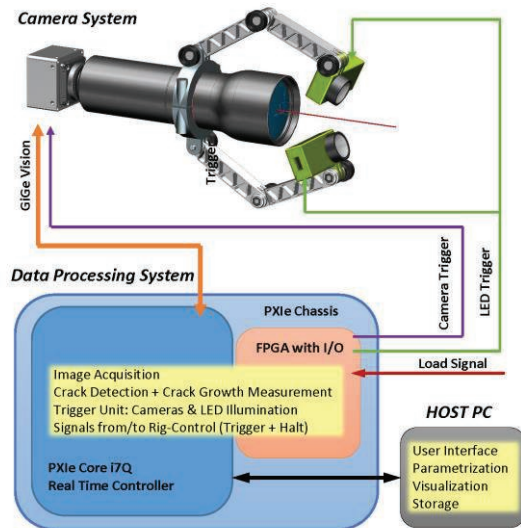 Camera System
Trigger
GiGe Vision
Camera Trigger
LED Trigger
Data Processing System
PXIe Chassis
FPGA with I/O
Load Signal
Image Acquisition
Crack Detection + Crack Growth Measurement
Trigger Unit: Cameras & LED Illumination
Signals from/to Rig-Control (Trigger + Halt)
PXIe Core i7Q
Real Time Controller
HOST PC
User Interface
Parametrization
Visualization
Storage